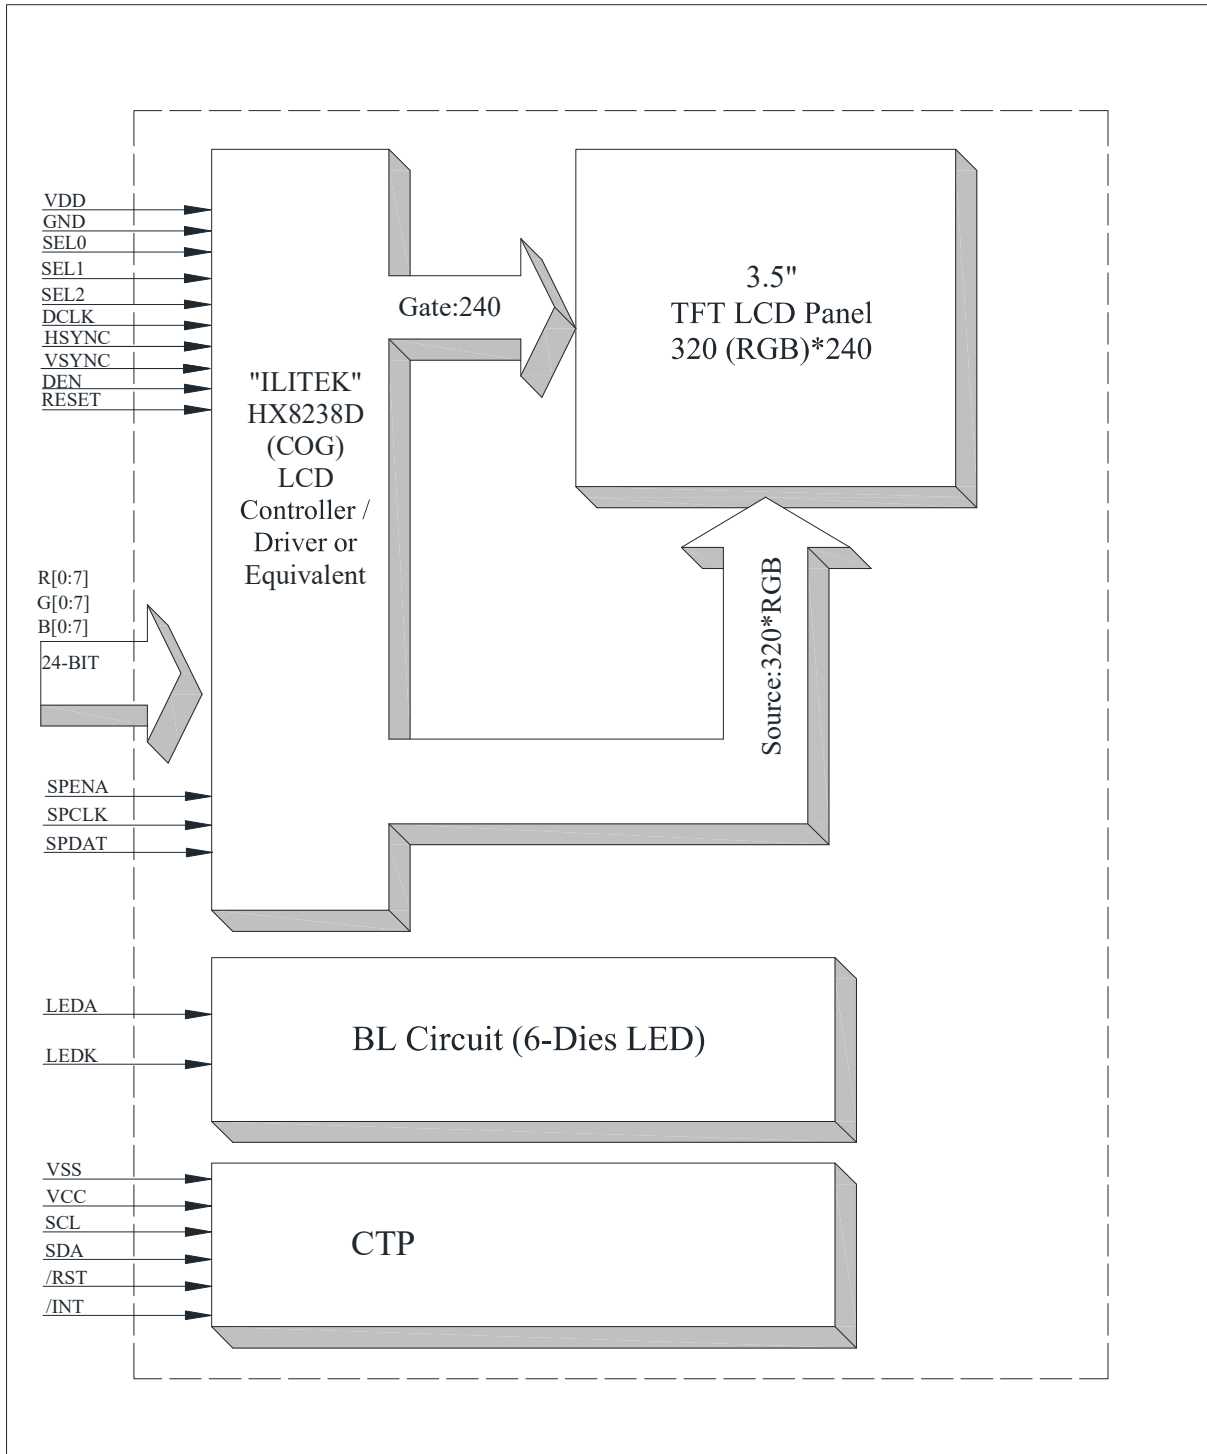 VDD
GND
SEL0
SEL1
SEL2
DCLK
HSYNC
VSYNC
DEN
RESET
"ILITEK"
HX8238D
(COG)
LCD
Controller /
Driver or
Equivalent
Gate:240
3.5"
TFT LCD Panel
320 (RGB)*240
Source:320*RGB
R[0:7]
G[0:7]
B[0:7]
24-BIT
SPENA
SPCLK
SPDAT
LEDA
LEDK
BL Circuit (6-Dies LED)
VSS
VCC
SCL
SDA
/RST
/INT
CTP